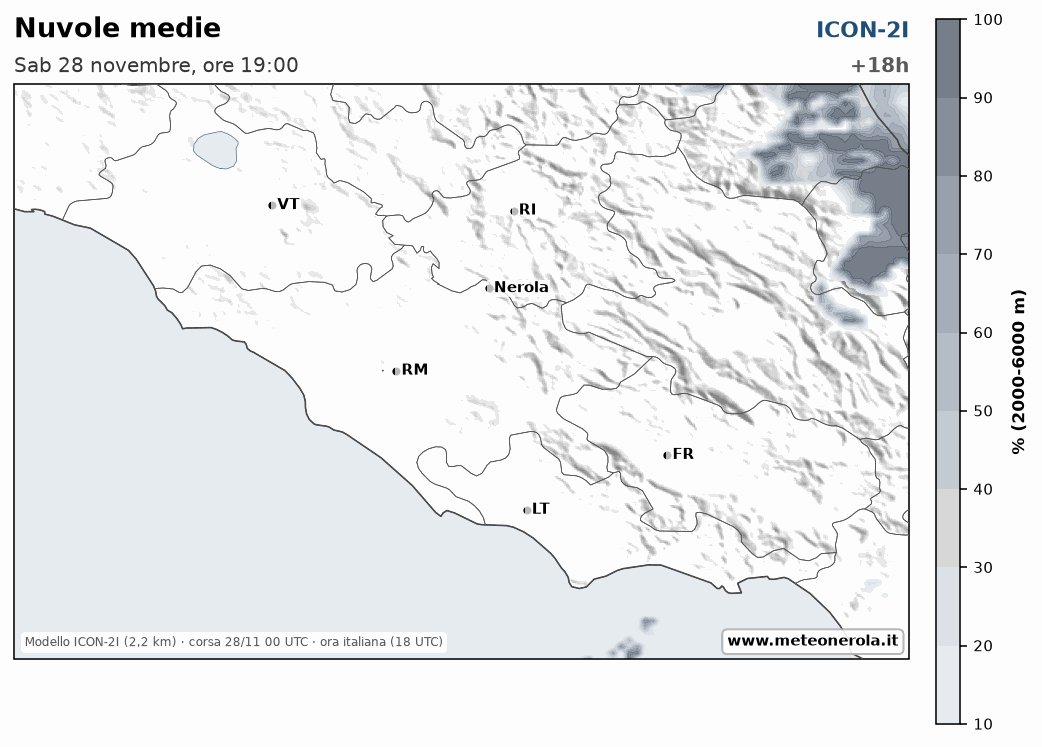 Nuvole medie
ICON-2I
Sab 28 novembre, ore 19:00
+18h
100
90
80
70
60
50
40
30
20
10
% (2000-6000 m)
VT
RI
Nerola
RM
FR
LT
Modello ICON-2I (2,2 km) · corsa 28/11 00 UTC · ora italiana (18 UTC)
www.meteonerola.it